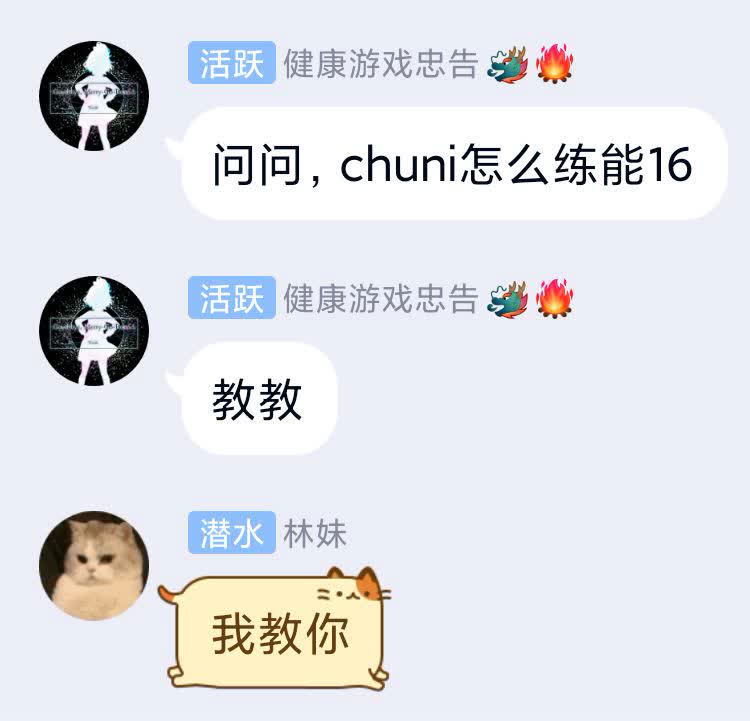 活跃 健康游戏忠告🐲🔥
问问，chuni怎么练能16
活跃 健康游戏忠告🐲🔥
教教
潜水 林妹
我教你